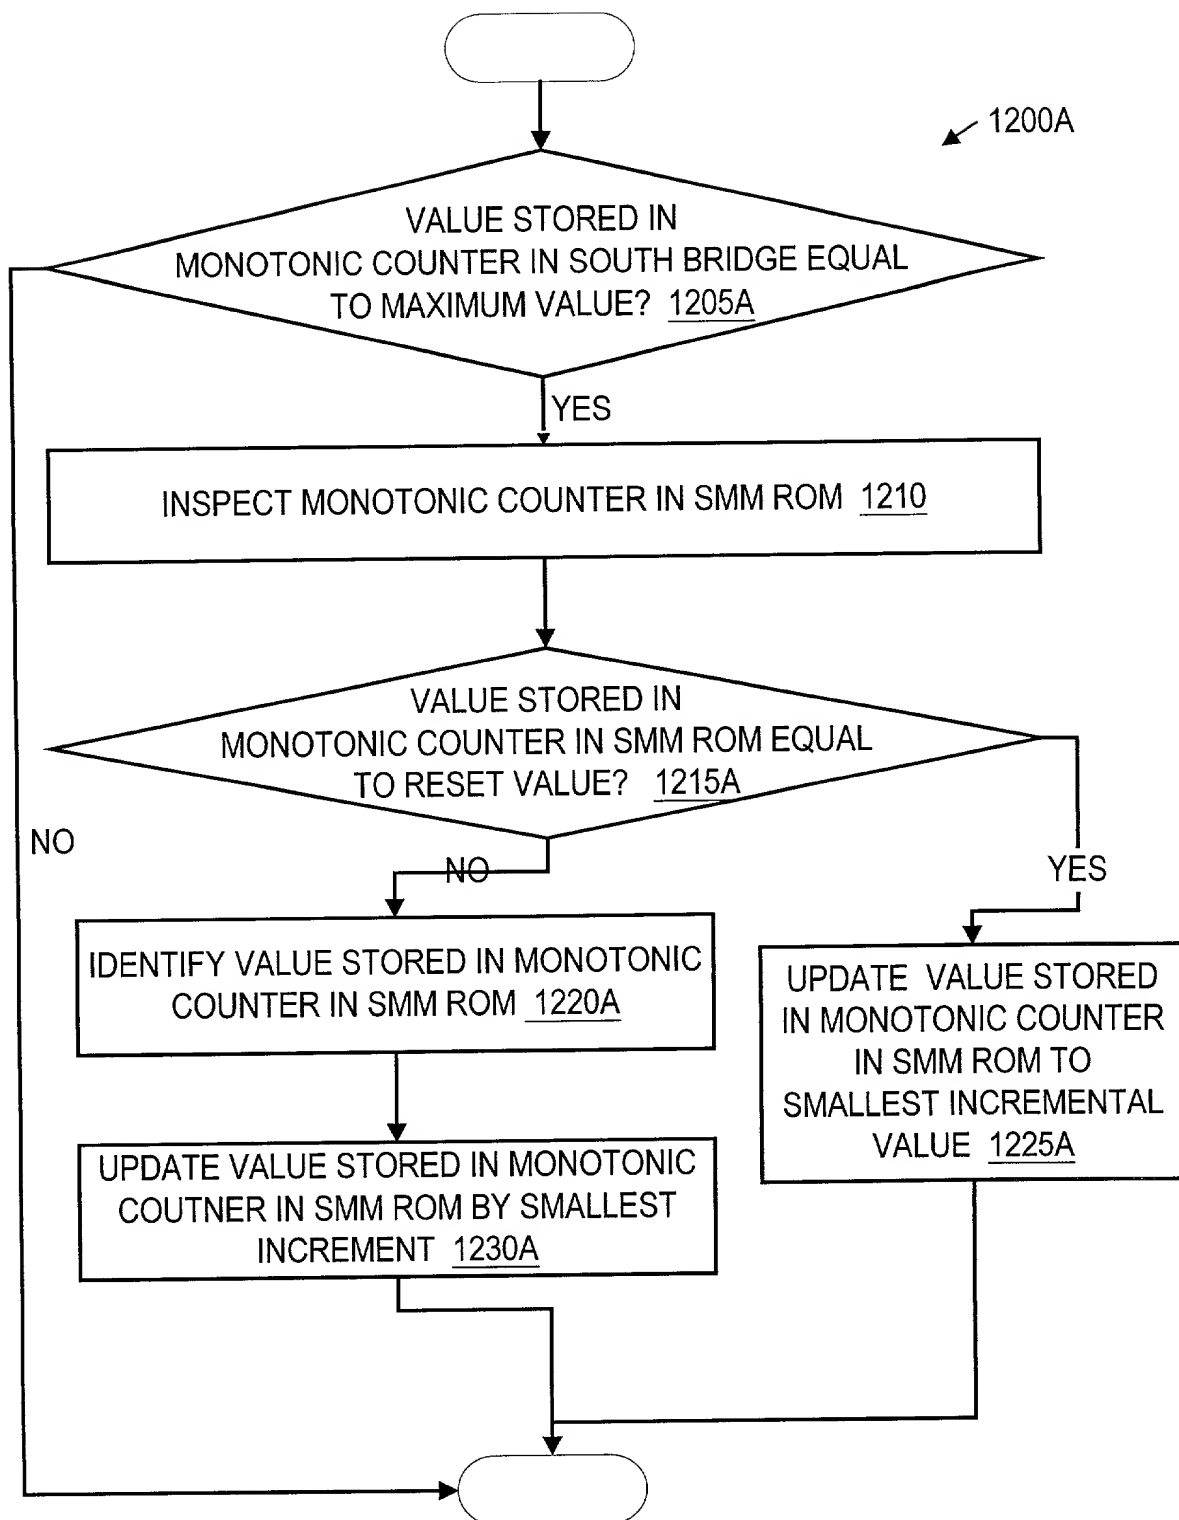 1200A
VALUE STORED IN
MONOTONIC COUNTER IN SOUTH BRIDGE EQUAL
TO MAXIMUM VALUE? 1205A
YES
INSPECT MONOTONIC COUNTER IN SMM ROM 1210
VALUE STORED IN
MONOTONIC COUNTER IN SMM ROM EQUAL
TO RESET VALUE? 1215A
NO
NO
YES
IDENTIFY VALUE STORED IN MONOTONIC
COUNTER IN SMM ROM 1220A
UPDATE VALUE STORED
IN MONOTONIC COUNTER
IN SMM ROM TO
SMALLEST INCREMENTAL
VALUE 1225A
UPDATE VALUE STORED IN MONOTONIC
COUTNER IN SMM ROM BY SMALLEST
INCREMENT 1230A